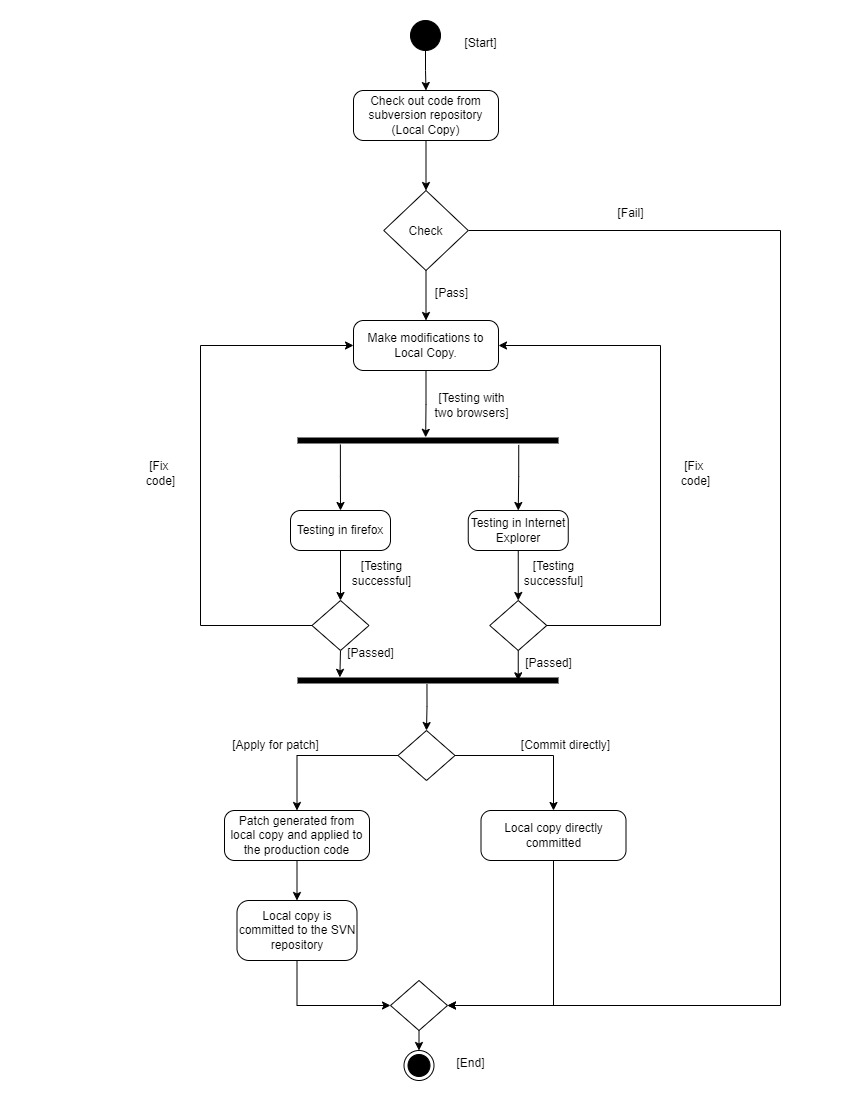 [Start]
Check out code from
subversion repository
(Local Copy)
[Fail]
Check
[Pass]
Make modifications to
Local Copy.
[Testing with
two browsers]
[Fix
code]
[Fix
code]
Testing in firefox
Testing in Internet
Explorer
[Testing
successful]
[Testing
successful]
[Passed]
[Passed]
[Apply for patch]
[Commit directly]
Patch generated from
local copy and applied to
the production code
Local copy directly
committed
Local copy is
committed to the SVN
repository
[End]